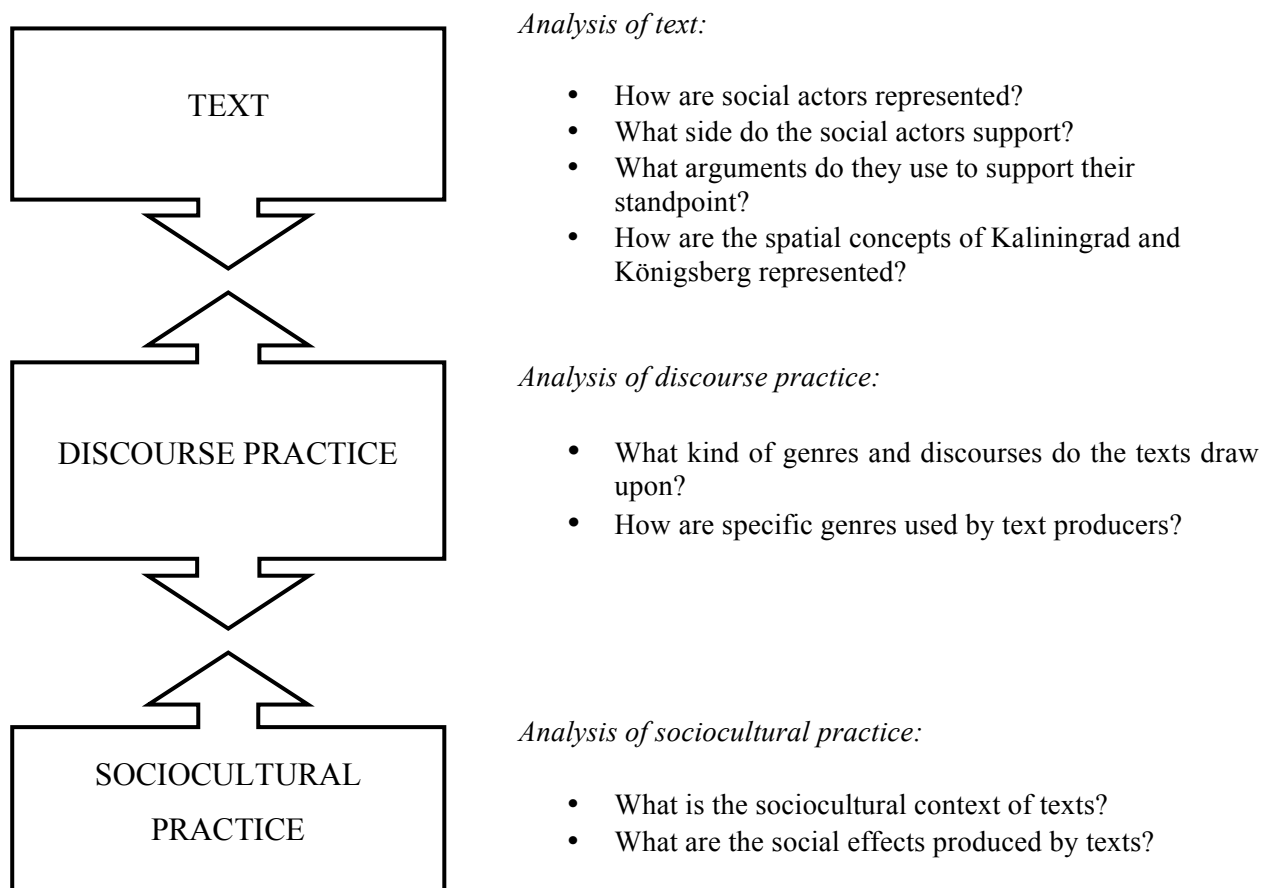 Analysis of text:
TEXT
• How are social actors represented?
• What side do the social actors support?
• What arguments do they use to support their
standpoint?
• How are the spatial concepts of Kaliningrad and
Königsberg represented?
Analysis of discourse practice:
DISCOURSE PRACTICE
• What kind of genres and discourses do the texts draw
upon?
• How are specific genres used by text producers?
Analysis of sociocultural practice:
SOCIOCULTURAL
PRACTICE
• What is the sociocultural context of texts?
• What are the social effects produced by texts?